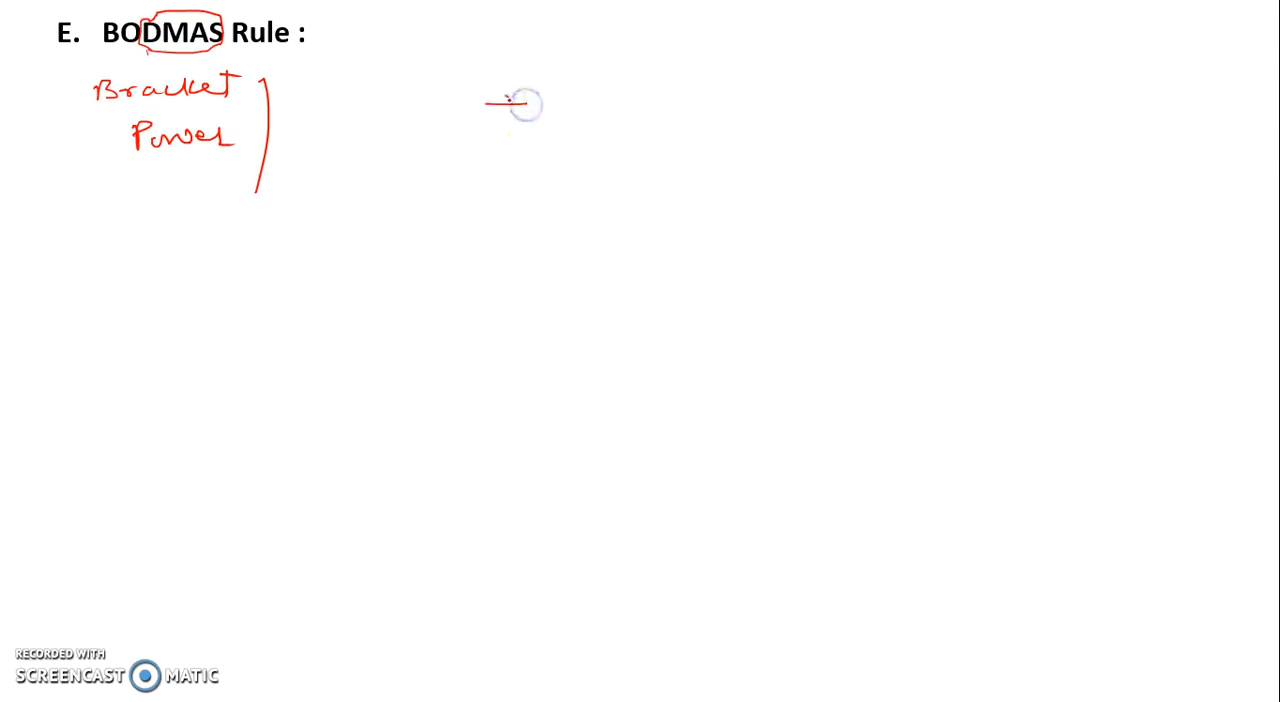 E. BODMAS Rule :
Bracket
Power
RECORDED WITH
SCREENCAST MATIC